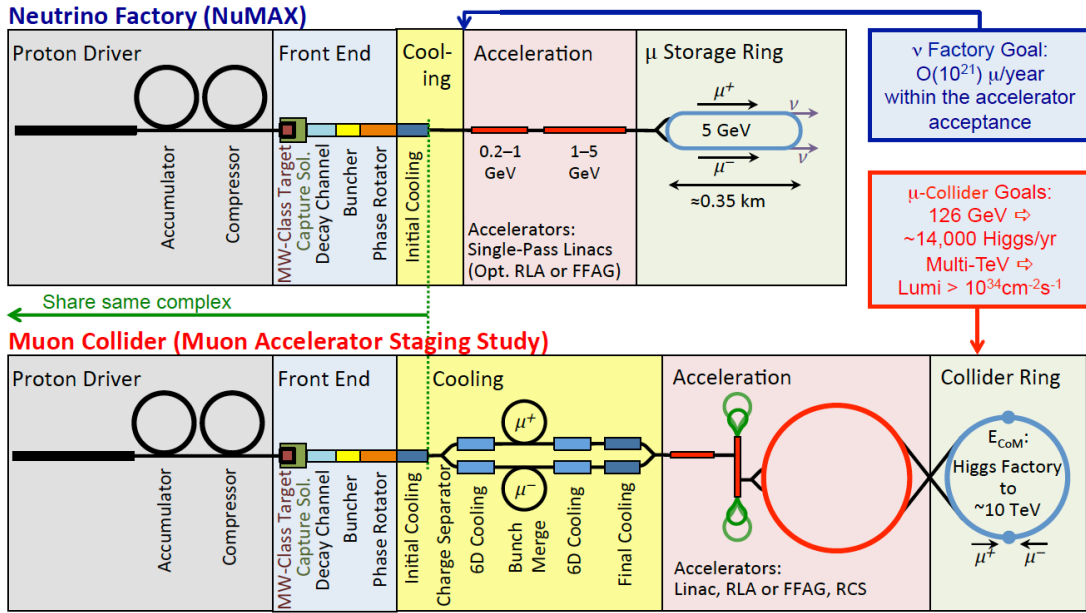 Neutrino Factory (NuMAX)
Proton Driver
Front End
Cool-
ing
Acceleration
μ Storage Ring
Accumulator
Compressor
MW-Class Target
Capture Sol.
Decay Channel
Buncher
Phase Rotator
Initial Cooling
0.2–1
GeV
1–5
GeV
Accelerators:
Single-Pass Linacs
(Opt. RLA or FFAG)
μ+
ν
5 GeV
μ−
ν
≈0.35 km
ν Factory Goal:
O(10²¹) μ/year
within the accelerator
acceptance
μ-Collider Goals:
126 GeV ⇨
~14,000 Higgs/yr
Multi-TeV ⇨
Lumi > 10³⁴cm⁻²s⁻¹
Share same complex
Muon Collider (Muon Accelerator Staging Study)
Proton Driver
Front End
Cooling
Acceleration
Collider Ring
Accumulator
Compressor
MW-Class Target
Capture Sol.
Decay Channel
Buncher
Phase Rotator
Initial Cooling
Charge Separator
6D Cooling
μ+
μ−
Bunch
Merge
6D Cooling
Final Cooling
Accelerators:
Linac, RLA or FFAG, RCS
E_CoM:
Higgs Factory
to
~10 TeV
μ+ μ−